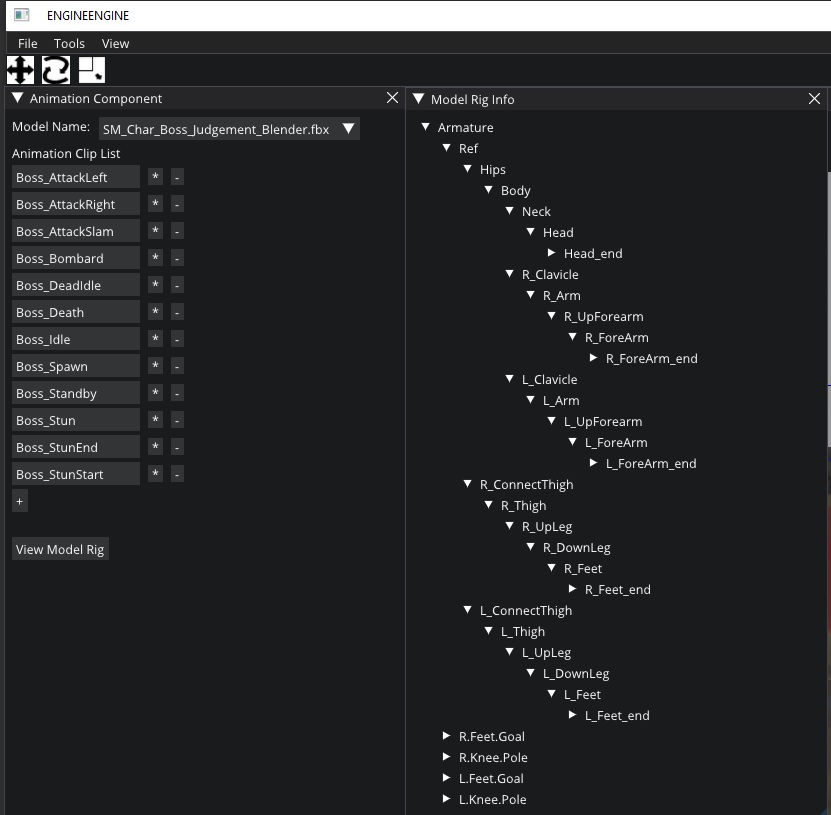 ENGINEENGINE
File Tools View
Animation Component
Model Name: SM_Char_Boss_Judgement_Blender.fbx
Animation Clip List
Boss_AttackLeft * -
Boss_AttackRight * -
Boss_AttackSlam * -
Boss_Bombard * -
Boss_DeadIdle * -
Boss_Death * -
Boss_Idle * -
Boss_Spawn * -
Boss_Standby * -
Boss_Stun * -
Boss_StunEnd * -
Boss_StunStart * -
+
View Model Rig
Model Rig Info
Armature
Ref
Hips
Body
Neck
Head
Head_end
R_Clavicle
R_Arm
R_UpForearm
R_ForeArm
R_ForeArm_end
L_Clavicle
L_Arm
L_UpForearm
L_ForeArm
L_ForeArm_end
R_ConnectThigh
R_Thigh
R_UpLeg
R_DownLeg
R_Feet
R_Feet_end
L_ConnectThigh
L_Thigh
L_UpLeg
L_DownLeg
L_Feet
L_Feet_end
R.Feet.Goal
R.Knee.Pole
L.Feet.Goal
L.Knee.Pole